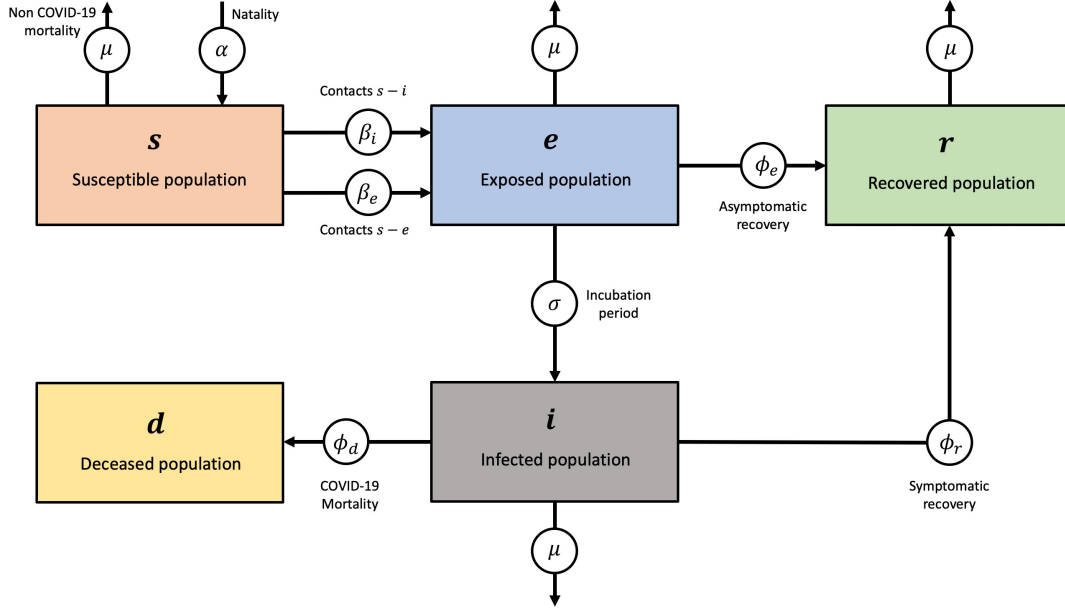 Non COVID-19
mortality
Natality
μ
α
μ
μ
Contacts s − i
β_i
s
Susceptible population
e
Exposed population
r
Recovered population
ϕ_e
β_e
Asymptomatic
recovery
Contacts s − e
σ
Incubation
period
d
Deceased population
i
Infected population
ϕ_d
ϕ_r
COVID-19
Mortality
Symptomatic
recovery
μ